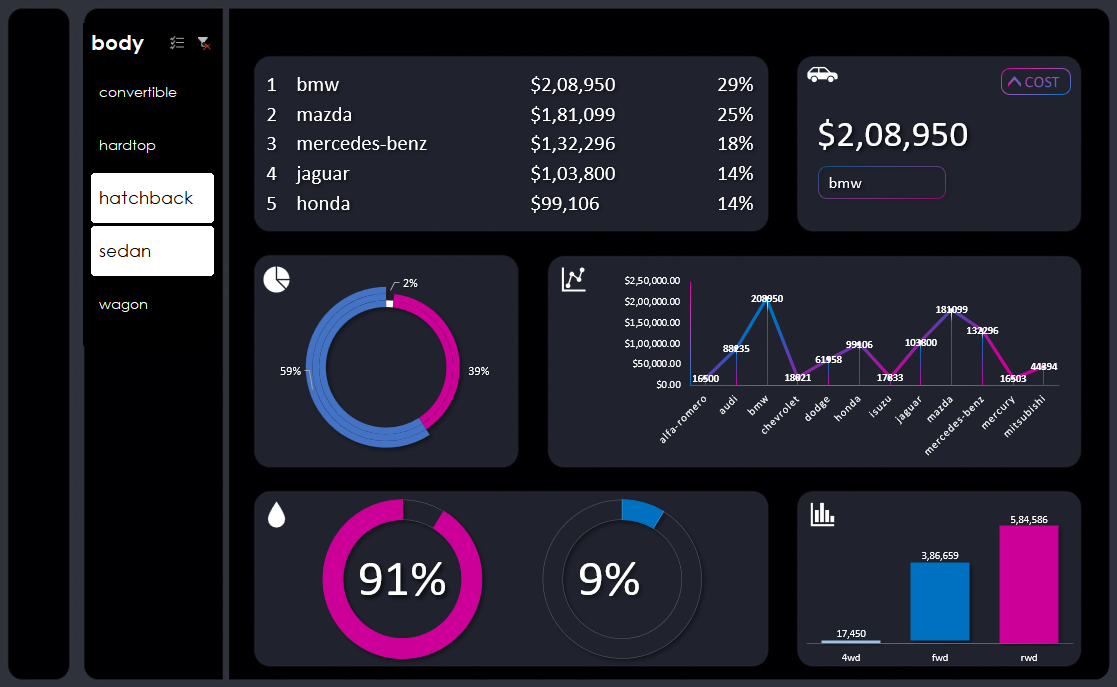 body
convertible
hardtop
hatchback
sedan
wagon
1 bmw $2,08,950 29%
2 mazda $1,81,099 25%
3 mercedes-benz $1,32,296 18%
4 jaguar $1,03,800 14%
5 honda $99,106 14%
COST
$2,08,950
bmw
2%
59%
39%
$2,50,000.00
$2,00,000.00
$1,50,000.00
$1,00,000.00
$50,000.00
$0.00
16500 88235 208950 18021 61958 99106 17833 103800 181099 132296 16503 44394
alfa-romero audi bmw chevrolet dodge honda isuzu jaguar mazda mercedes-benz mercury mitsubishi
91%
9%
17,450 3,86,659 5,84,586
4wd fwd rwd